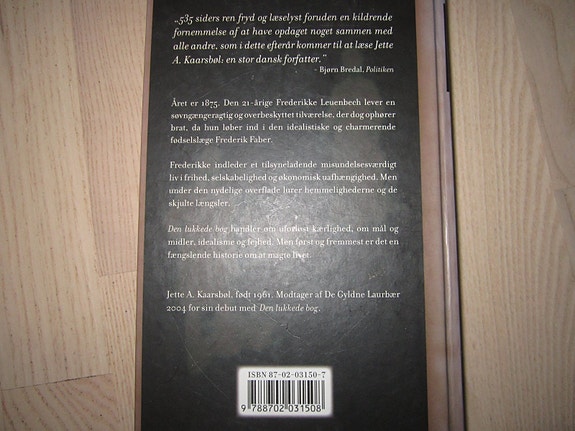 „535 siders ren fryd og læselyst foruden en kildrende
fornemmelse af at have opdaget noget sammen med
alle andre, som i dette efterår kommer til at læse Jette
A. Kaarsbøl: en stor dansk forfatter.”
- Bjørn Bredal, Politiken
Året er 1875. Den 21-årige Frederikke Leuenbech lever en
søvngængeragtig og overbeskyttet tilværelse, der dog ophører
brat, da hun løber ind i den idealistiske og charmerende
fødselslæge Frederik Faber.
Frederikke indleder et tilsyneladende misundelsesværdigt
liv i frihed, selskabelighed og økonomisk uafhængighed. Men
under den nydelige overflade lurer hemmelighederne og de
skjulte længsler.
Den lukkede bog handler om uforløst kærlighed, om mål og
midler, idealisme og fejhed. Men først og fremmest er det en
fængslende historie om at magte livet.
Jette A. Kaarsbøl, født 1961. Modtager af De Gyldne Laurbær
2004 for sin debut med Den lukkede bog.
ISBN 87-02-03150-7
9 788702 031508